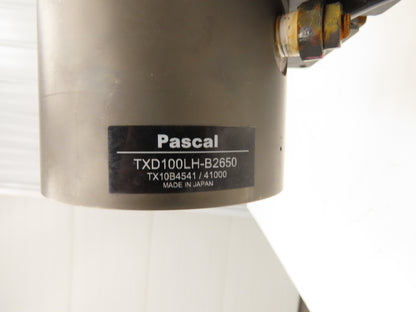 Pascal
TXD100LH-B2650
TX10B4541 / 41000
MADE IN JAPAN